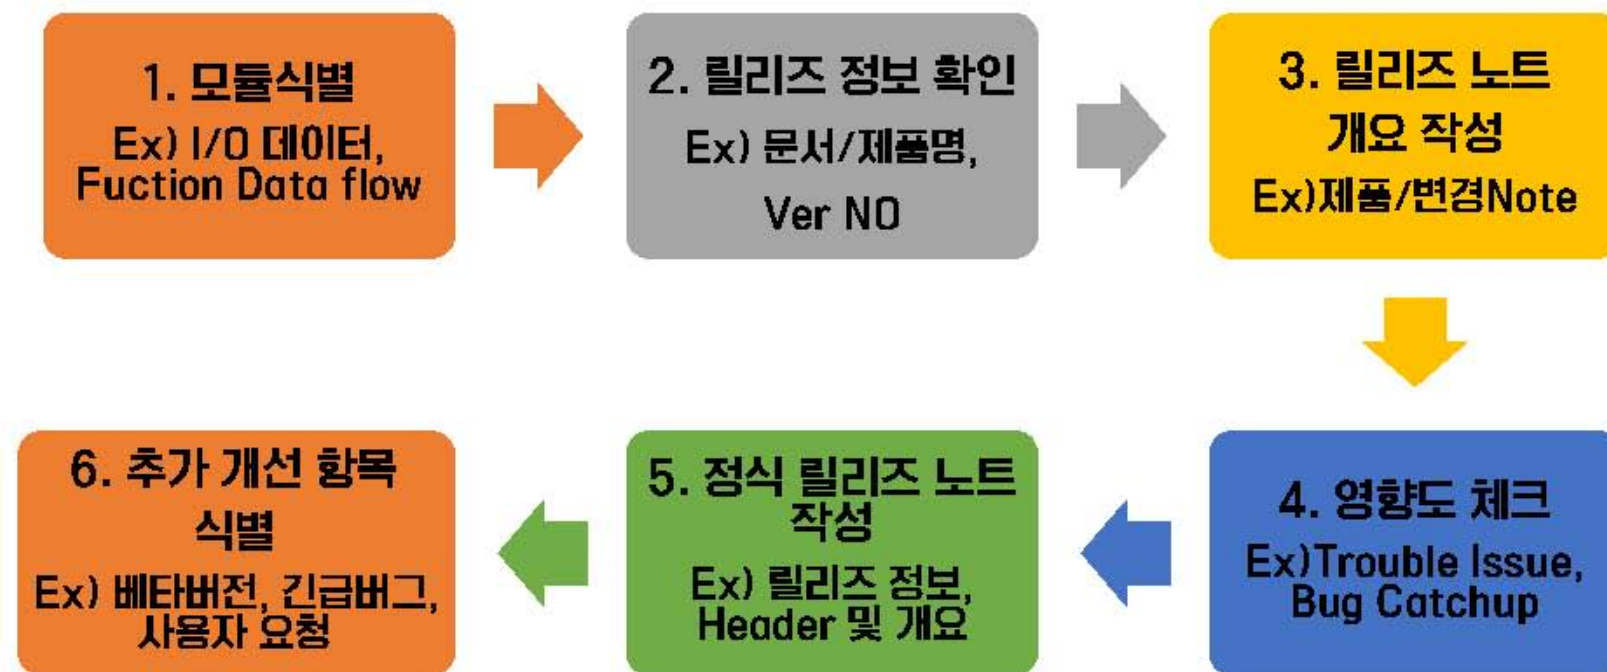 1. 모듈식별
Ex) I/O 데이터,
Fuction Data flow
2. 릴리즈 정보 확인
Ex) 문서/제품명,
Ver NO
3. 릴리즈 노트
개요 작성
Ex)제품/변경Note
4. 영향도 체크
Ex)Trouble Issue,
Bug Catchup
5. 정식 릴리즈 노트
작성
Ex) 릴리즈 정보,
Header 및 개요
6. 추가 개선 항목
식별
Ex) 베타버전, 긴급버그,
사용자 요청